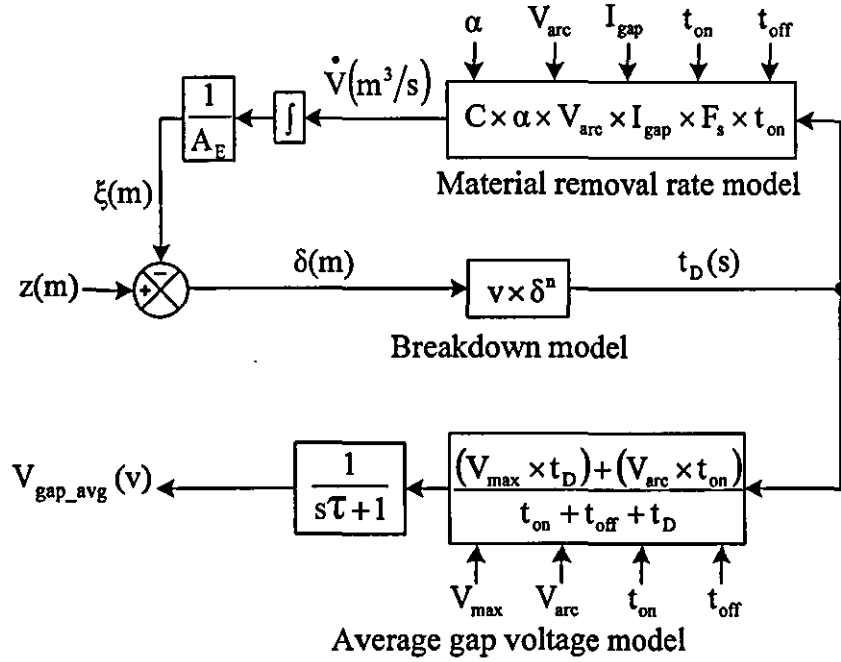 α V_arc I_gap t_on t_off
V̇(m³/s)
C × α × V_arc × I_gap × F_s × t_on
∫
1
A_E
Material removal rate model
ξ(m)
−
z(m)
+
δ(m)
v × δⁿ
t_D(s)
Breakdown model
V_gap_avg (v)
1
sτ+1
(V_max × t_D) + (V_arc × t_on)
t_on + t_off + t_D
V_max V_arc t_on t_off
Average gap voltage model